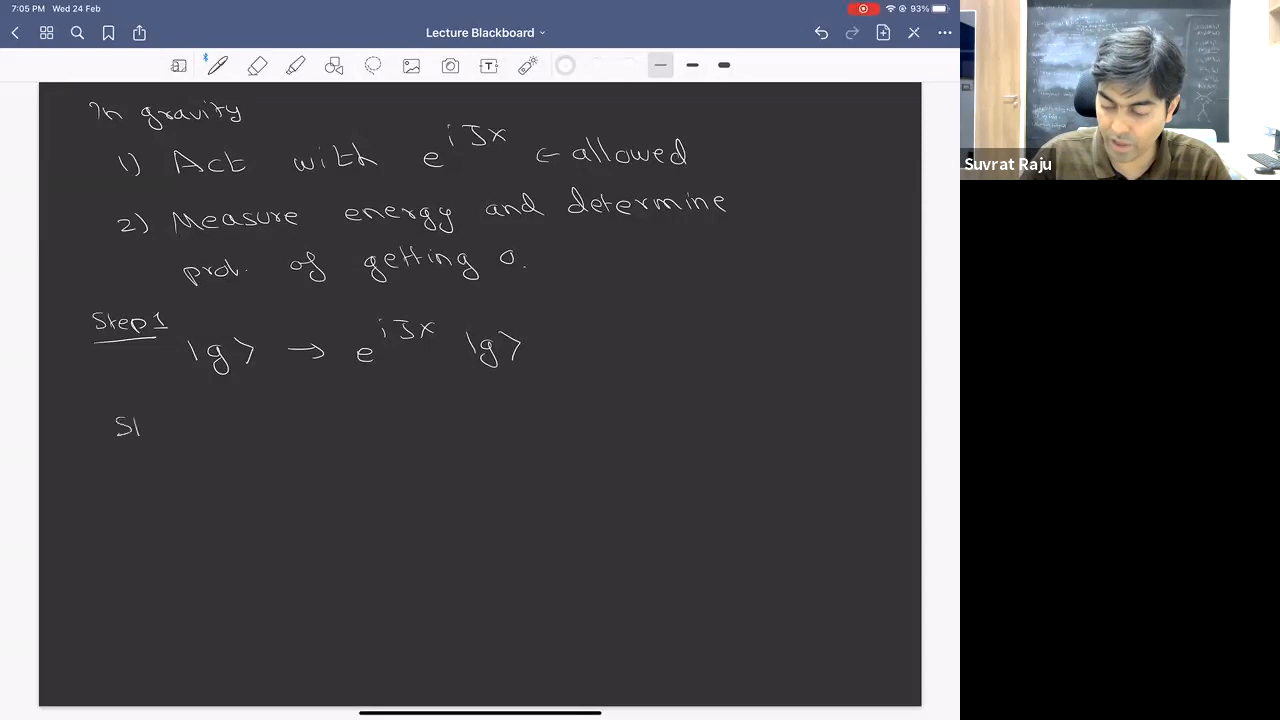 7:05 PM Wed 24 Feb
93%
Lecture Blackboard
In gravity
1) Act with e^{iJX} ← allowed
2) Measure energy and determine
prob. of getting 0.
Step 1
|g⟩ → e^{iJX} |g⟩
St
Suvrat Raju